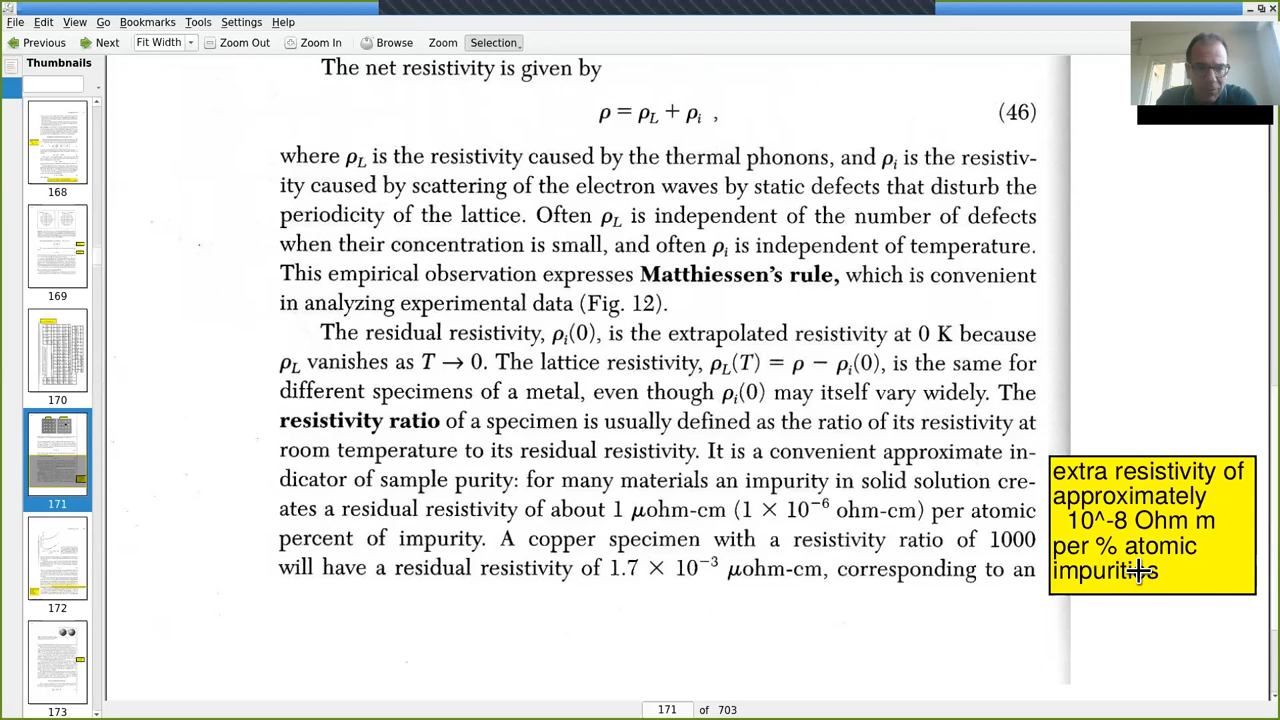 File Edit View Go Bookmarks Tools Settings Help
Previous Next Fit Width Zoom Out Zoom In Browse Zoom Selection
Thumbnails
168
169
170
171
172
173
The net resistivity is given by
ρ = ρL + ρi , (46)
where ρL is the resistivity caused by the thermal phonons, and ρi is the resistiv-
ity caused by scattering of the electron waves by static defects that disturb the
periodicity of the lattice. Often ρL is independent of the number of defects
when their concentration is small, and often ρi is independent of temperature.
This empirical observation expresses Matthiessen's rule, which is convenient
in analyzing experimental data (Fig. 12).
The residual resistivity, ρi(0), is the extrapolated resistivity at 0 K because
ρL vanishes as T → 0. The lattice resistivity, ρL(T) = ρ − ρi(0), is the same for
different specimens of a metal, even though ρi(0) may itself vary widely. The
resistivity ratio of a specimen is usually defined as the ratio of its resistivity at
room temperature to its residual resistivity. It is a convenient approximate in-
dicator of sample purity: for many materials an impurity in solid solution cre-
ates a residual resistivity of about 1 μohm-cm (1 × 10⁻⁶ ohm-cm) per atomic
percent of impurity. A copper specimen with a resistivity ratio of 1000
will have a residual resistivity of 1.7 × 10⁻³ μohm-cm, corresponding to an
extra resistivity of
approximately
10^-8 Ohm m
per % atomic
impurities
171 of 703